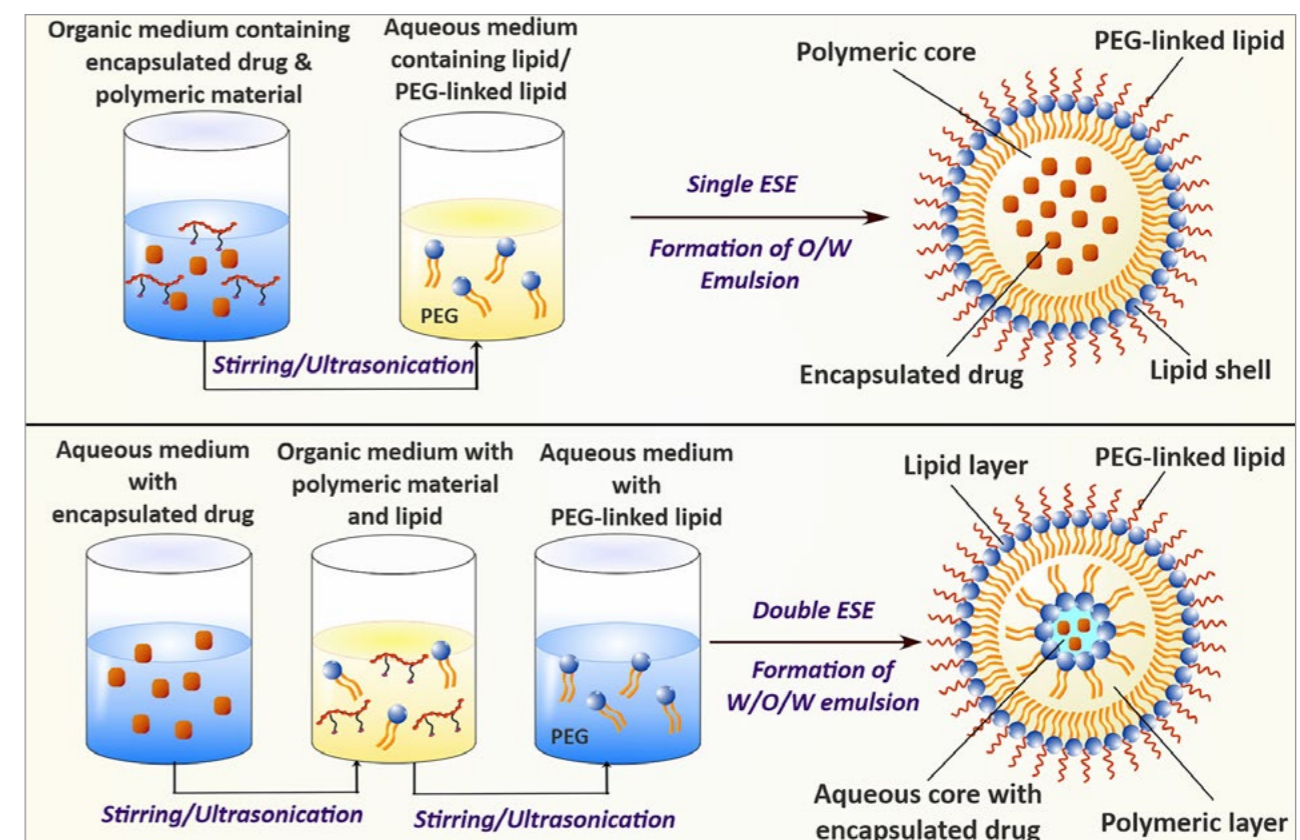 Organic medium containing
encapsulated drug &
polymeric material
Aqueous medium
containing lipid/
PEG-linked lipid
PEG
Stirring/Ultrasonication
Single ESE
Formation of O/W
Emulsion
Polymeric core
PEG-linked lipid
Encapsulated drug
Lipid shell
Aqueous medium
with
encapsulated drug
Organic medium with
polymeric material
and lipid
Aqueous medium
with
PEG-linked lipid
PEG
Stirring/Ultrasonication
Stirring/Ultrasonication
Double ESE
Formation of
W/O/W emulsion
Lipid layer
PEG-linked lipid
Aqueous core with
encapsulated drug
Polymeric layer